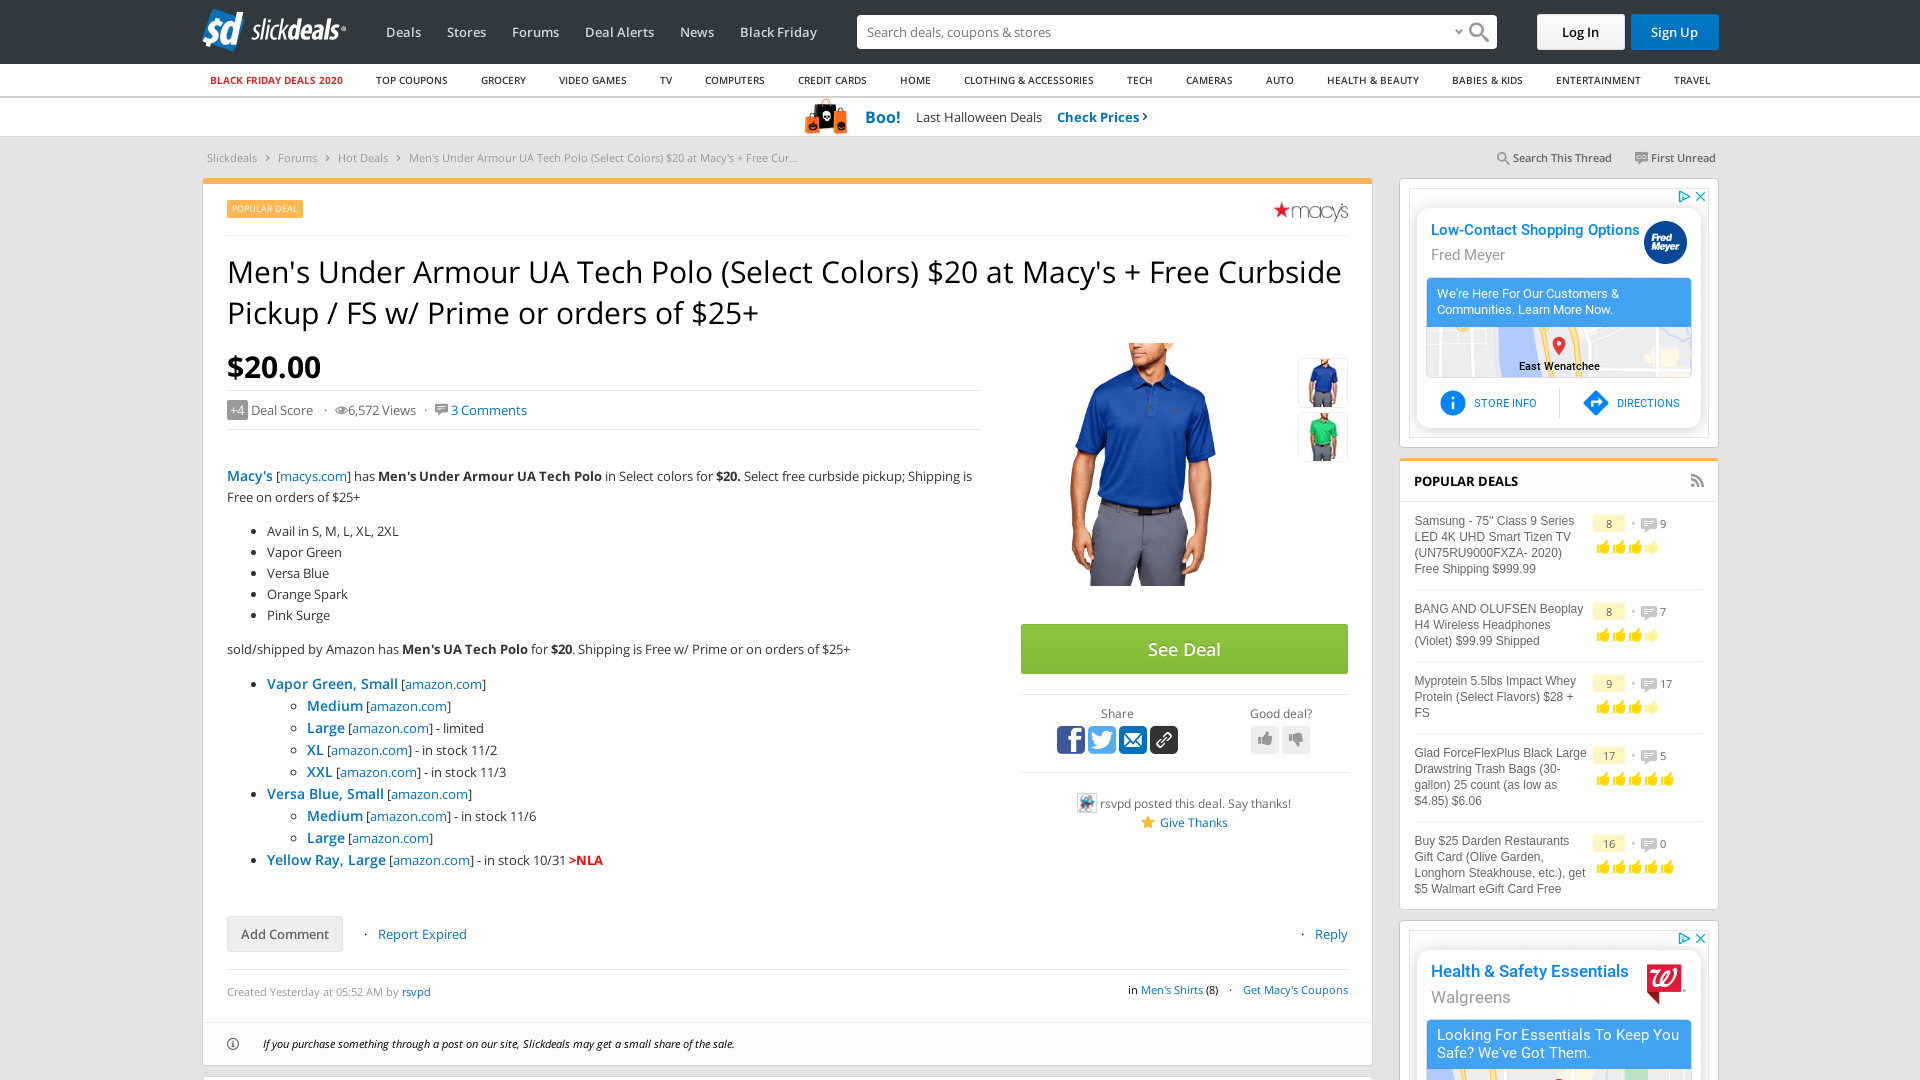 slickdeals
Deals
Stores
Forums
Deal Alerts
News
Black Friday
Search deals, coupons & stores
Log In
Sign Up
BLACK FRIDAY DEALS 2020
TOP COUPONS
GROCERY
VIDEO GAMES
TV
COMPUTERS
CREDIT CARDS
HOME
CLOTHING & ACCESSORIES
TECH
CAMERAS
AUTO
HEALTH & BEAUTY
BABIES & KIDS
ENTERTAINMENT
TRAVEL
Boo! Last Halloween Deals Check Prices
Slickdeals > Forums > Hot Deals > Men's Under Armour UA Tech Polo (Select Colors) $20 at Macy's + Free Cur...
Search This Thread
First Unread
POPULAR DEAL
macy's
Men's Under Armour UA Tech Polo (Select Colors) $20 at Macy's + Free Curbside
Pickup / FS w/ Prime or orders of $25+
$20.00
+4 Deal Score · 6,572 Views · 3 Comments
Macy's [macys.com] has Men's Under Armour UA Tech Polo in Select colors for $20. Select free curbside pickup; Shipping is
Free on orders of $25+
Avail in S, M, L, XL, 2XL
Vapor Green
Versa Blue
Orange Spark
Pink Surge
sold/shipped by Amazon has Men's UA Tech Polo for $20. Shipping is Free w/ Prime or on orders of $25+
Vapor Green, Small [amazon.com]
Medium [amazon.com]
Large [amazon.com] - limited
XL [amazon.com] - in stock 11/2
XXL [amazon.com] - in stock 11/3
Versa Blue, Small [amazon.com]
Medium [amazon.com] - in stock 11/6
Large [amazon.com]
Yellow Ray, Large [amazon.com] - in stock 10/31 >NLA
See Deal
Share
Good deal?
rsvpd posted this deal. Say thanks!
Give Thanks
Add Comment · Report Expired
· Reply
Created Yesterday at 05:52 AM by rsvpd
in Men's Shirts (8) · Get Macy's Coupons
If you purchase something through a post on our site, Slickdeals may get a small share of the sale.
Low-Contact Shopping Options
Fred Meyer
Fred
Meyer
We're Here For Our Customers &
Communities. Learn More Now.
East Wenatchee
STORE INFO
DIRECTIONS
POPULAR DEALS
Samsung - 75" Class 9 Series
LED 4K UHD Smart Tizen TV
(UN75RU9000FXZA- 2020)
Free Shipping $999.99
8 • 9
BANG AND OLUFSEN Beoplay
H4 Wireless Headphones
(Violet) $99.99 Shipped
8 • 7
Myprotein 5.5lbs Impact Whey
Protein (Select Flavors) $28 +
FS
9 • 17
Glad ForceFlexPlus Black Large
Drawstring Trash Bags (30-
gallon) 25 count (as low as
$4.85) $6.06
17 • 5
Buy $25 Darden Restaurants
Gift Card (Olive Garden,
Longhorn Steakhouse, etc.), get
$5 Walmart eGift Card Free
16 • 0
Health & Safety Essentials
Walgreens
Looking For Essentials To Keep You
Safe? We've Got Them.